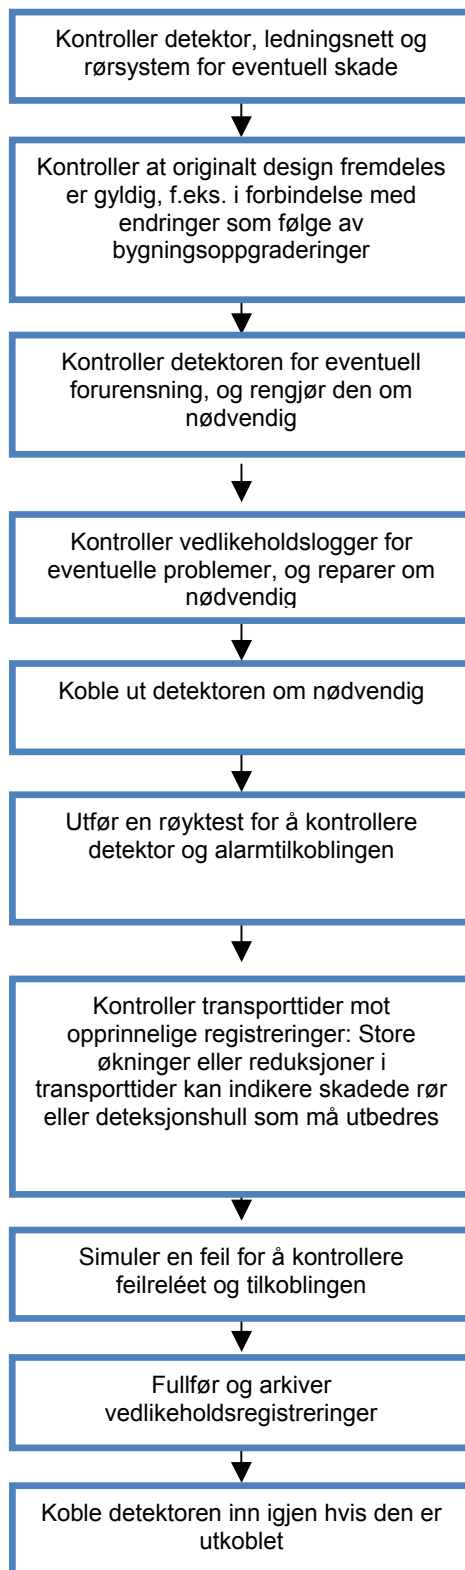 Kontroller detektor, ledningsnett og
rørsystem for eventuell skade
Kontroller at originalt design fremdeles
er gyldig, f.eks. i forbindelse med
endringer som følge av
bygningsoppgraderinger
Kontroller detektoren for eventuell
forurensning, og rengjør den om
nødvendig
Kontroller vedlikeholdslogger for
eventuelle problemer, og reparer om
nødvendig
Koble ut detektoren om nødvendig
Utfør en røyktest for å kontrollere
detektor og alarmtilkoblingen
Kontroller transporttider mot
opprinnelige registreringer: Store
økninger eller reduksjoner i
transporttider kan indikere skadede rør
eller deteksjonshull som må utbedres
Simuler en feil for å kontrollere
feilreléet og tilkoblingen
Fullfør og arkiver
vedlikeholdsregistreringer
Koble detektoren inn igjen hvis den er
utkoblet